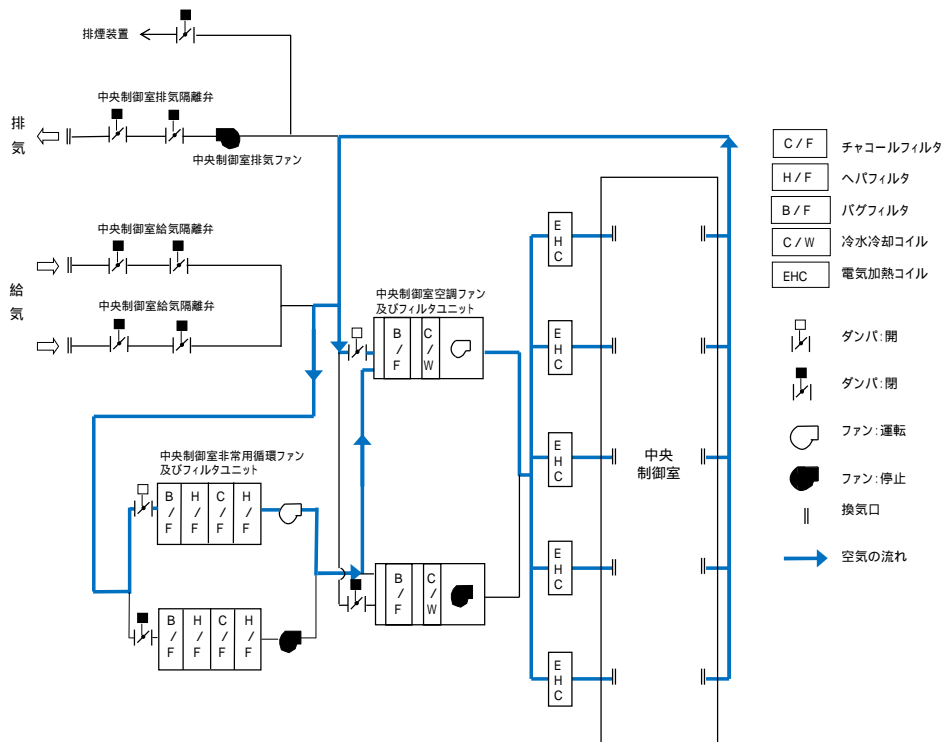 排煙装置
中央制御室排気隔離弁
排
気
中央制御室排気ファン
中央制御室給気隔離弁
給
気
中央制御室給気隔離弁
中央制御室空調ファン
及びフィルタユニット
B/F
C/W
中央制御室非常用循環ファン
及びフィルタユニット
B/F
H/F
C/F
H/F
B/F
H/F
C/F
H/F
B/F
C/W
EHC
EHC
EHC
EHC
EHC
中央
制御室
C/F チャコールフィルタ
H/F ヘパフィルタ
B/F バグフィルタ
C/W 冷水冷却コイル
EHC 電気加熱コイル
ダンパ:開
ダンパ:閉
ファン:運転
ファン:停止
換気口
空気の流れ